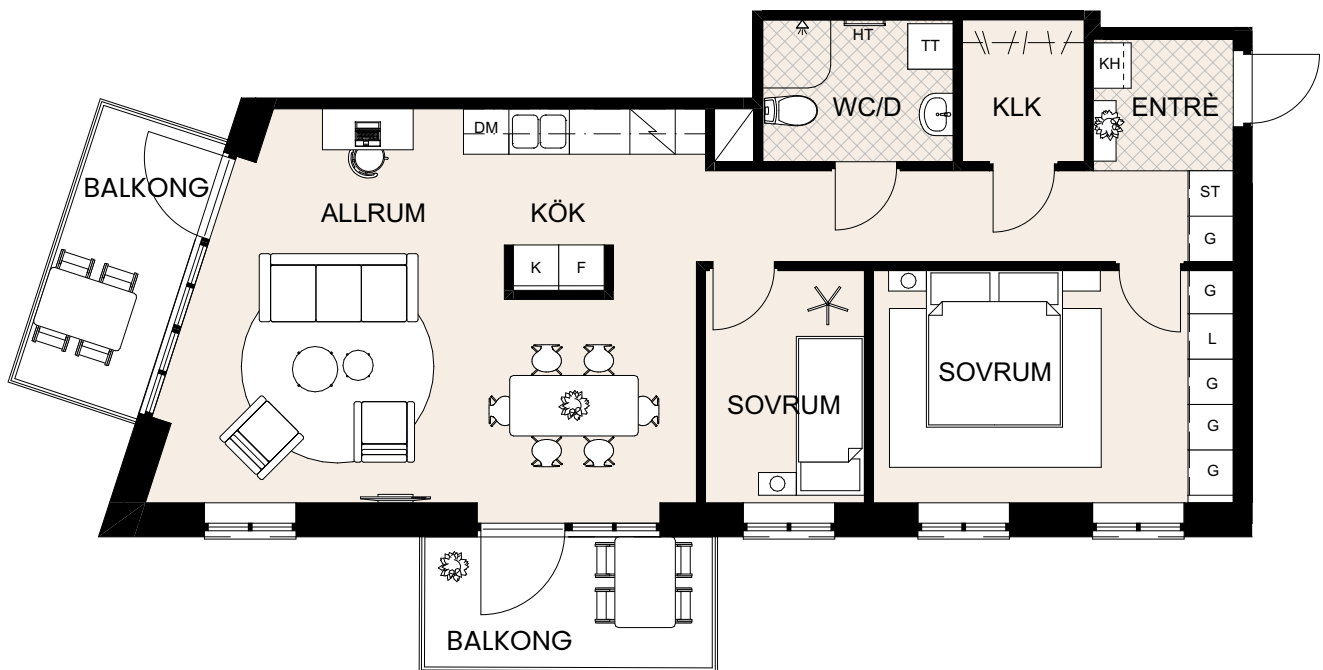 HT
TT
KH
WC/D
KLK
ENTRÈ
DM
BALKONG
ST
ALLRUM
KÖK
G
K
F
G
L
SOVRUM
G
SOVRUM
G
G
BALKONG